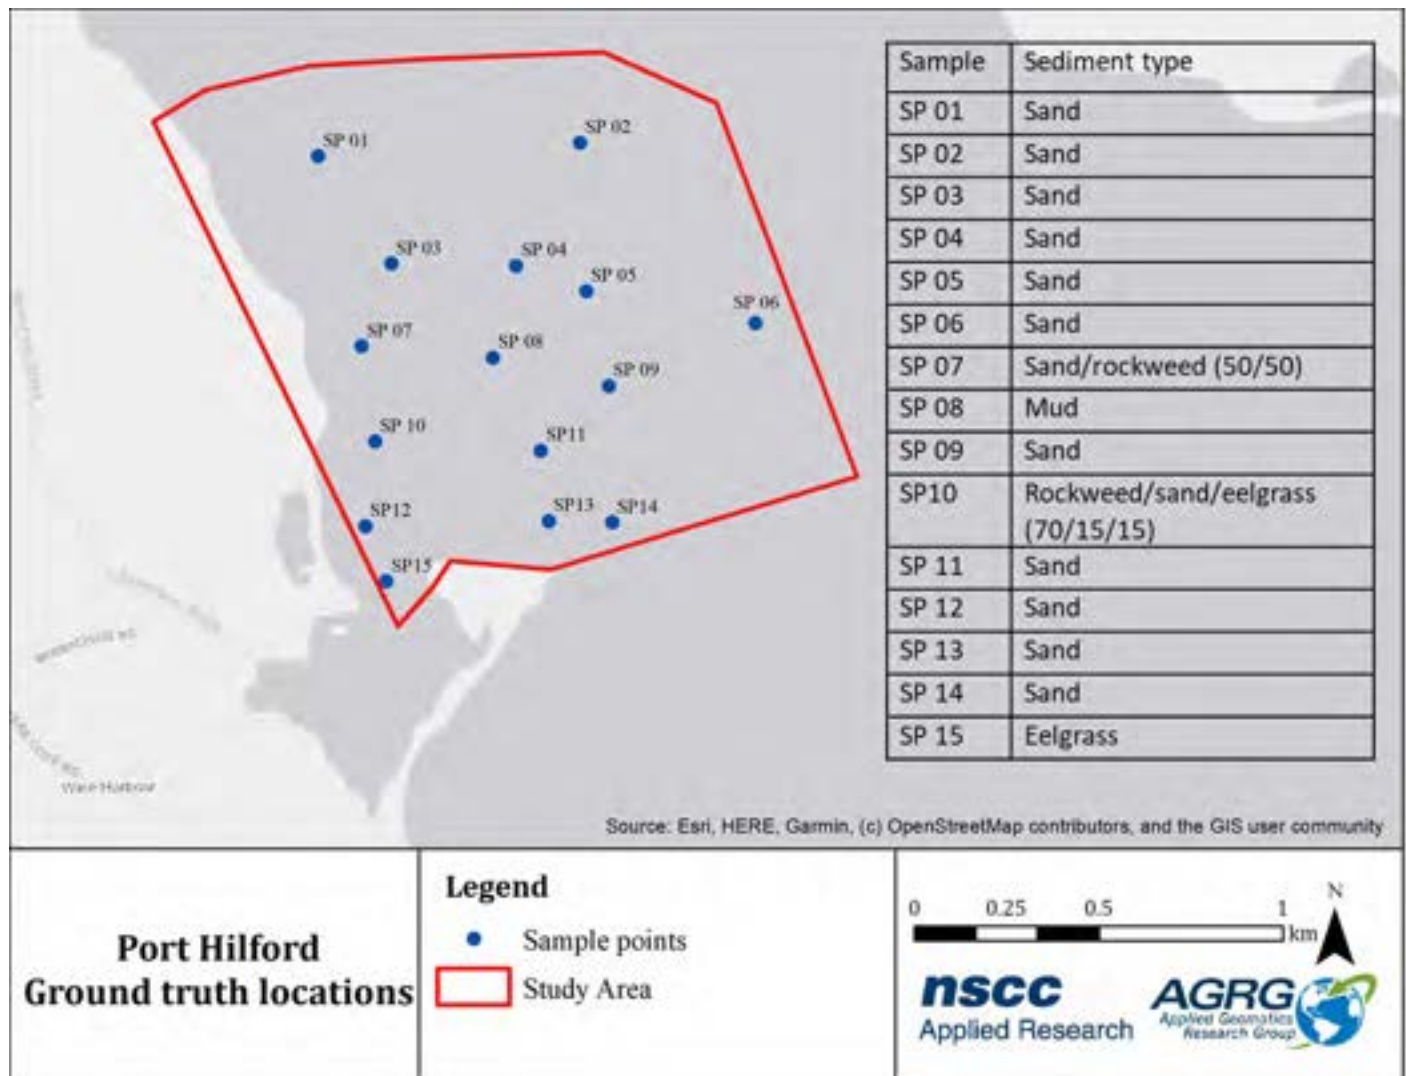 SP 01
SP 02
SP 03
SP 04
SP 05
SP 06
SP 07
SP 08
SP 09
SP 10
SP11
SP12
SP13
SP14
SP15
Sample Sediment type
SP 01 Sand
SP 02 Sand
SP 03 Sand
SP 04 Sand
SP 05 Sand
SP 06 Sand
SP 07 Sand/rockweed (50/50)
SP 08 Mud
SP 09 Sand
SP10 Rockweed/sand/eelgrass
(70/15/15)
SP 11 Sand
SP 12 Sand
SP 13 Sand
SP 14 Sand
SP 15 Eelgrass
Wine Harbour
Source: Esri, HERE, Garmin, (c) OpenStreetMap contributors, and the GIS user community
Port Hilford
Ground truth locations
Legend
Sample points
Study Area
0 0.25 0.5 1
km
N
nscc
Applied Research
AGRG
Applied Geomatics
Research Group